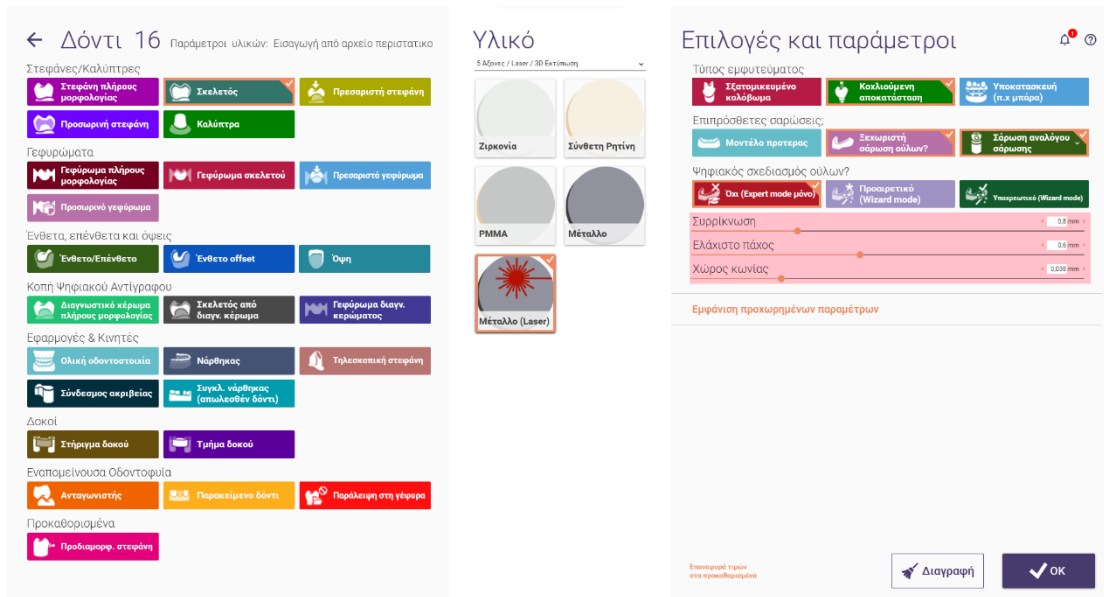 Δόντι 16 Παράμετροι υλικών: Εισαγωγή από αρχείο περιστατικο
Στεφάνες/Καλύπτρες
Στεφάνη πλήρους
μορφολογίας
Σκελετός
Πρεσαριστή στεφάνη
Προσωρινή στεφάνη
Καλύπτρα
Γεφυρώματα
Γεφύρωμα πλήρους
μορφολογίας
Γεφύρωμα σκελετού
Πρεσαριστό γεφύρωμα
Προσωρινό γεφύρωμα
Ένθετα, επένθετα και όψεις
Ένθετο/Επένθετο
Ένθετο offset
Όψη
Κοπή Ψηφιακού Αντίγραφου
Διαγνωστικό κέρωμα
πλήρους μορφολογίας
Σκελετός από
διαγν. κέρωμα
Γεφύρωμα διαγν.
κερώματος
Εφαρμογές & Κινητές
Ολική οδοντοστοιχία
Νάρθηκας
Τηλεσκοπική στεφάνη
Σύνδεσμος ακριβείας
Συγκλ. νάρθηκας
(απωλεσθέν δόντι)
Δοκοί
Στήριγμα δοκού
Τμήμα δοκού
Εναπομείνουσα Οδοντοφυία
Ανταγωνιστής
Παρακείμενο δόντι
Παράλειψη στη γέφυρα
Προκαθορισμένα
Προδιαμορφ. στεφάνη
Υλικό
5 Αξονες / Laser / 3D Εκτύπωση
Ζιρκονία
Σύνθετη Ρητίνη
PMMA
Μέταλλο
Μέταλλο (Laser)
Επιλογές και παράμετροι
1
Τύπος εμφυτεύματος
Εξατομικευμένο
κολόβωμα
Κοχλιούμενη
αποκατάσταση
Υποκατασκευή
(π.χ μπάρα)
Επιπρόσθετες σαρώσεις;
Μοντέλο προτερας
Ξεχωριστή
σάρωση ούλων?
Σάρωση αναλόγου
σάρωσης
Ψηφιακός σχεδιασμός ούλων?
Όχι (Expert mode μόνο)
Προαιρετικό
(Wizard mode)
Υποχρεωτικό (Wizard mode)
Συρρίκνωση 0,8 mm
Ελάχιστο πάχος 0,6 mm
Χώρος κωνίας 0,038 mm
Εμφάνιση προχωρημένων παραμέτρων
Επαναφορά τιμών
στα προκαθορισμένα
Διαγραφή
OK